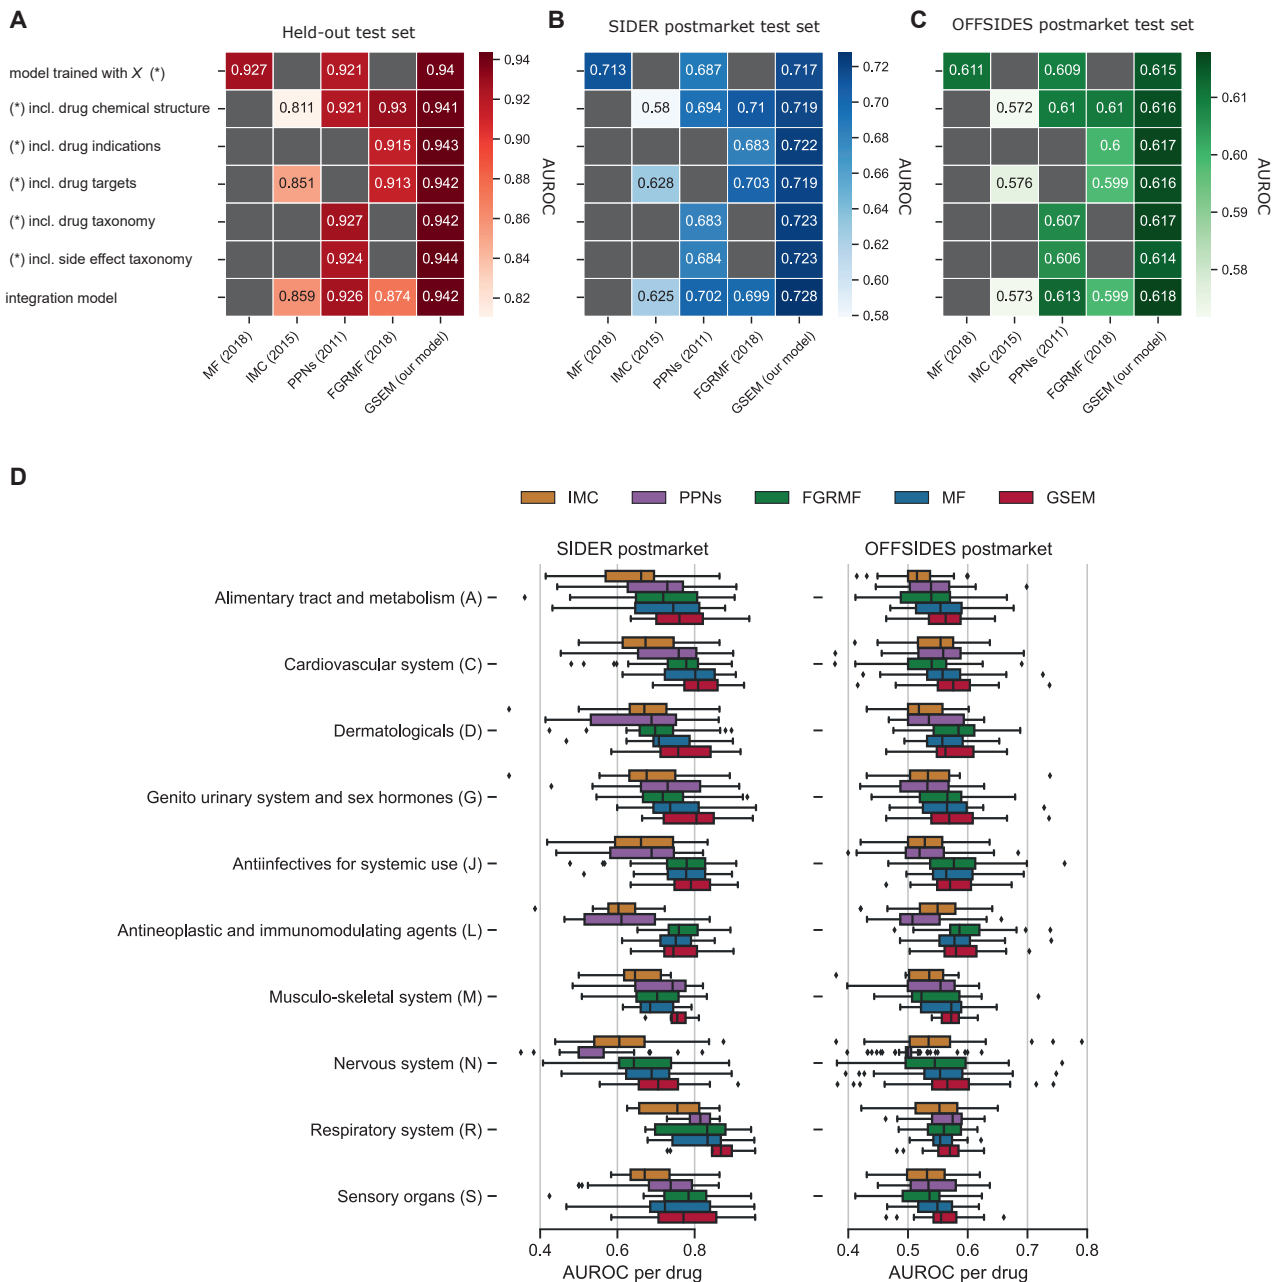 A
Held-out test set
model trained with X (*)
0.927
0.921
0.94
(*) incl. drug chemical structure
0.811
0.921
0.93
0.941
(*) incl. drug indications
0.915
0.943
(*) incl. drug targets
0.851
0.913
0.942
(*) incl. drug taxonomy
0.927
0.942
(*) incl. side effect taxonomy
0.924
0.944
integration model
0.859
0.926
0.874
0.942
MF (2018)
IMC (2015)
PPNs (2011)
FGRMF (2018)
GSEM (our model)
0.94
0.92
0.90
0.88
0.86
0.84
0.82
AUROC
B
SIDER postmarket test set
0.713
0.687
0.717
0.58
0.694
0.71
0.719
0.683
0.722
0.628
0.703
0.719
0.683
0.723
0.684
0.723
0.625
0.702
0.699
0.728
MF (2018)
IMC (2015)
PPNs (2011)
FGRMF (2018)
GSEM (our model)
0.72
0.70
0.68
0.66
0.64
0.62
0.60
0.58
AUROC
C
OFFSIDES postmarket test set
0.611
0.609
0.615
0.572
0.61
0.61
0.616
0.6
0.617
0.576
0.599
0.616
0.607
0.617
0.606
0.614
0.573
0.613
0.599
0.618
MF (2018)
IMC (2015)
PPNs (2011)
FGRMF (2018)
GSEM (our model)
0.61
0.60
0.59
0.58
AUROC
D
IMC
PPNs
FGRMF
MF
GSEM
SIDER postmarket
OFFSIDES postmarket
Alimentary tract and metabolism (A)
Cardiovascular system (C)
Dermatologicals (D)
Genito urinary system and sex hormones (G)
Antiinfectives for systemic use (J)
Antineoplastic and immunomodulating agents (L)
Musculo-skeletal system (M)
Nervous system (N)
Respiratory system (R)
Sensory organs (S)
0.4
0.6
0.8
AUROC per drug
0.4
0.5
0.6
0.7
0.8
AUROC per drug